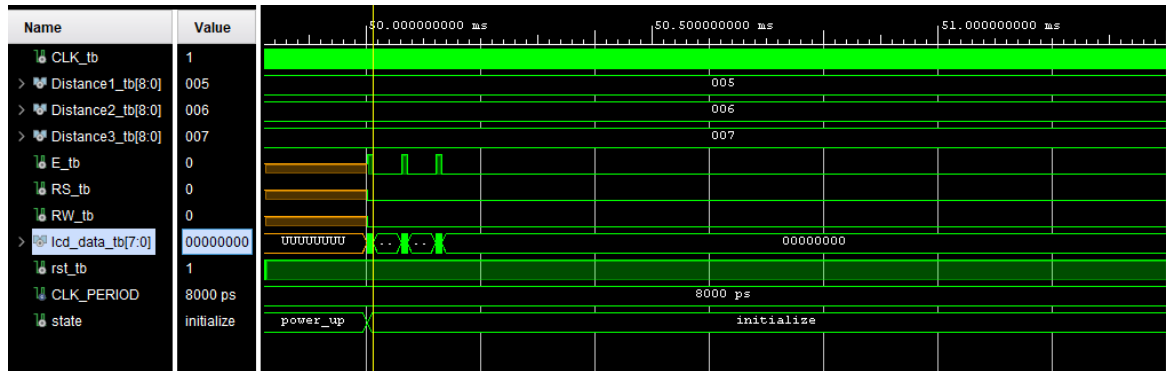 Name Value 50.000000000 ms 50.500000000 ms 51.000000000 ms
CLK_tb 1
Distance1_tb[8:0] 005 005
Distance2_tb[8:0] 006 006
Distance3_tb[8:0] 007 007
E_tb 0
RS_tb 0
RW_tb 0
lcd_data_tb[7:0] 00000000 UUUUUUUU .. .. 00000000
rst_tb 1
CLK_PERIOD 8000 ps 8000 ps
state initialize power_up initialize